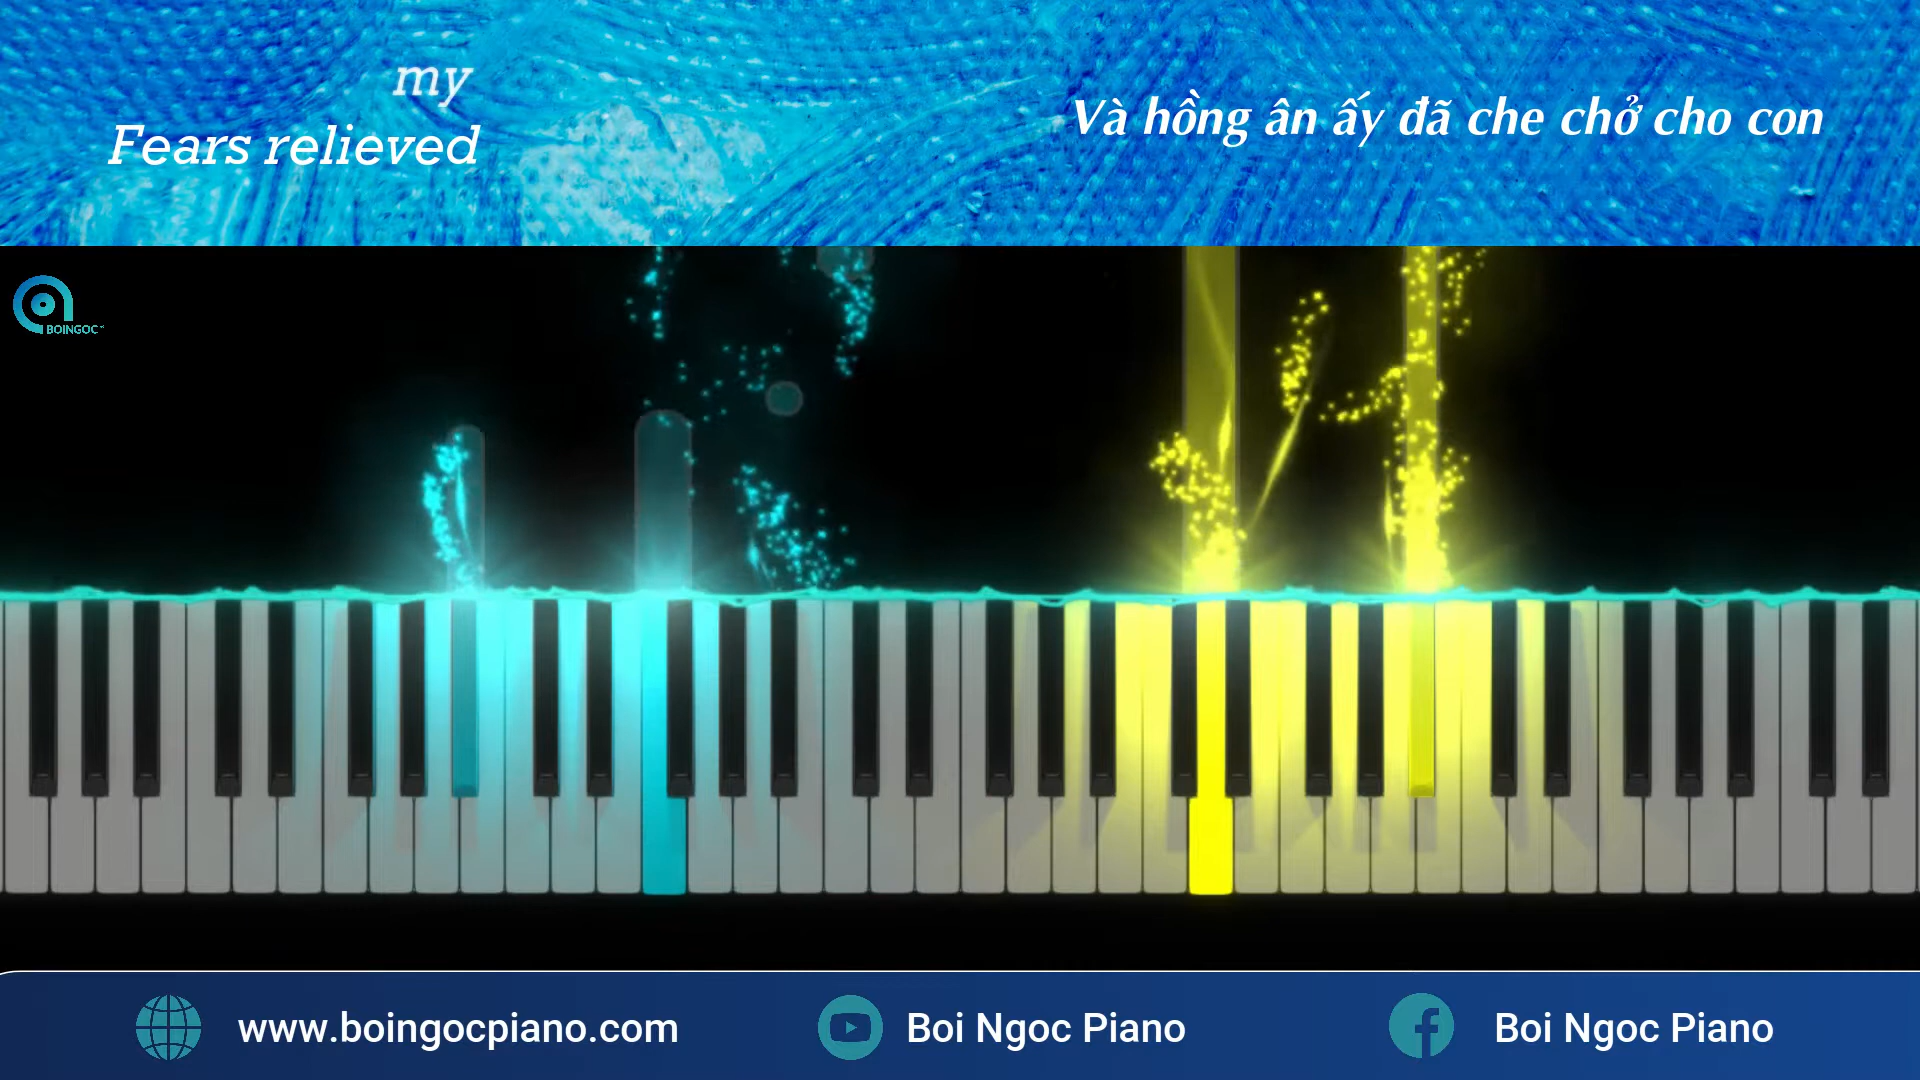 my
Fears relieved
Và hồng ân ấy đã che chở cho con
BOINGOC
www.boingocpiano.com
Boi Ngoc Piano
Boi Ngoc Piano